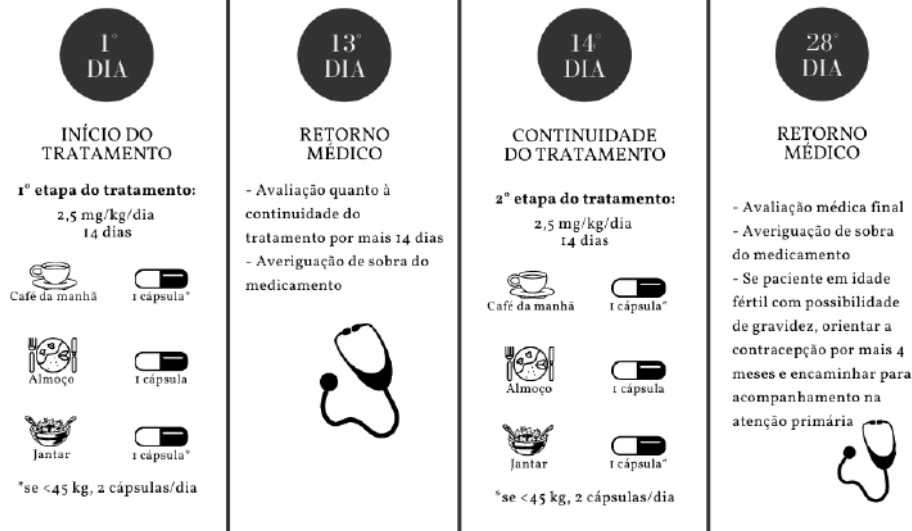 1°
DIA
INÍCIO DO
TRATAMENTO
1° etapa do tratamento:
2,5 mg/kg/dia
14 dias
Café da manhã
1 cápsula*
Almoço
1 cápsula
Jantar
1 cápsula*
*se <45 kg, 2 cápsulas/dia
13°
DIA
RETORNO
MÉDICO
- Avaliação quanto à
continuidade do
tratamento por mais 14 dias
- Averiguação de sobra do
medicamento
14°
DIA
CONTINUIDADE
DO TRATAMENTO
2° etapa do tratamento:
2,5 mg/kg/dia
14 dias
Café da manhã
1 cápsula*
Almoço
1 cápsula
Jantar
1 cápsula*
*se <45 kg, 2 cápsulas/dia
28°
DIA
RETORNO
MÉDICO
- Avaliação médica final
- Averiguação de sobra
do medicamento
- Se paciente em idade
fértil com possibilidade
de gravidez, orientar a
contracepção por mais 4
meses e encaminhar para
acompanhamento na
atenção primária